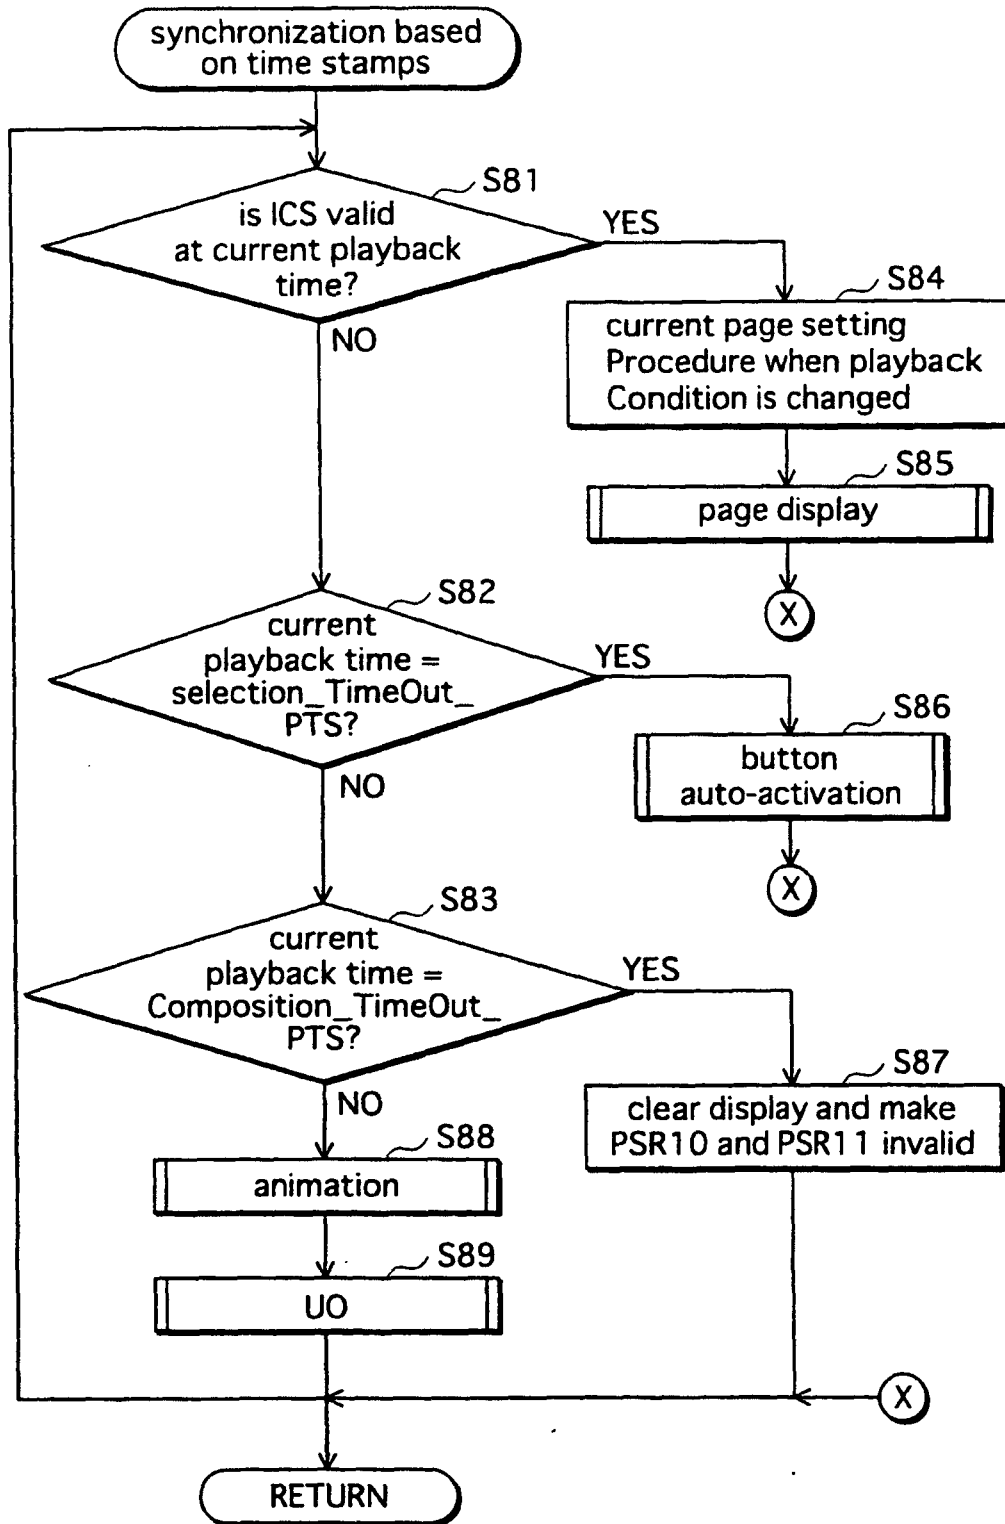 synchronization based
on time stamps
S81
is ICS valid
at current playback
time?
YES
NO
S84
current page setting
Procedure when playback
Condition is changed
S85
page display
X
S82
current
playback time =
selection_TimeOut_
PTS?
YES
NO
S86
button
auto-activation
X
S83
current
playback time =
Composition_TimeOut_
PTS?
YES
NO
S87
clear display and make
PSR10 and PSR11 invalid
S88
animation
S89
UO
X
RETURN